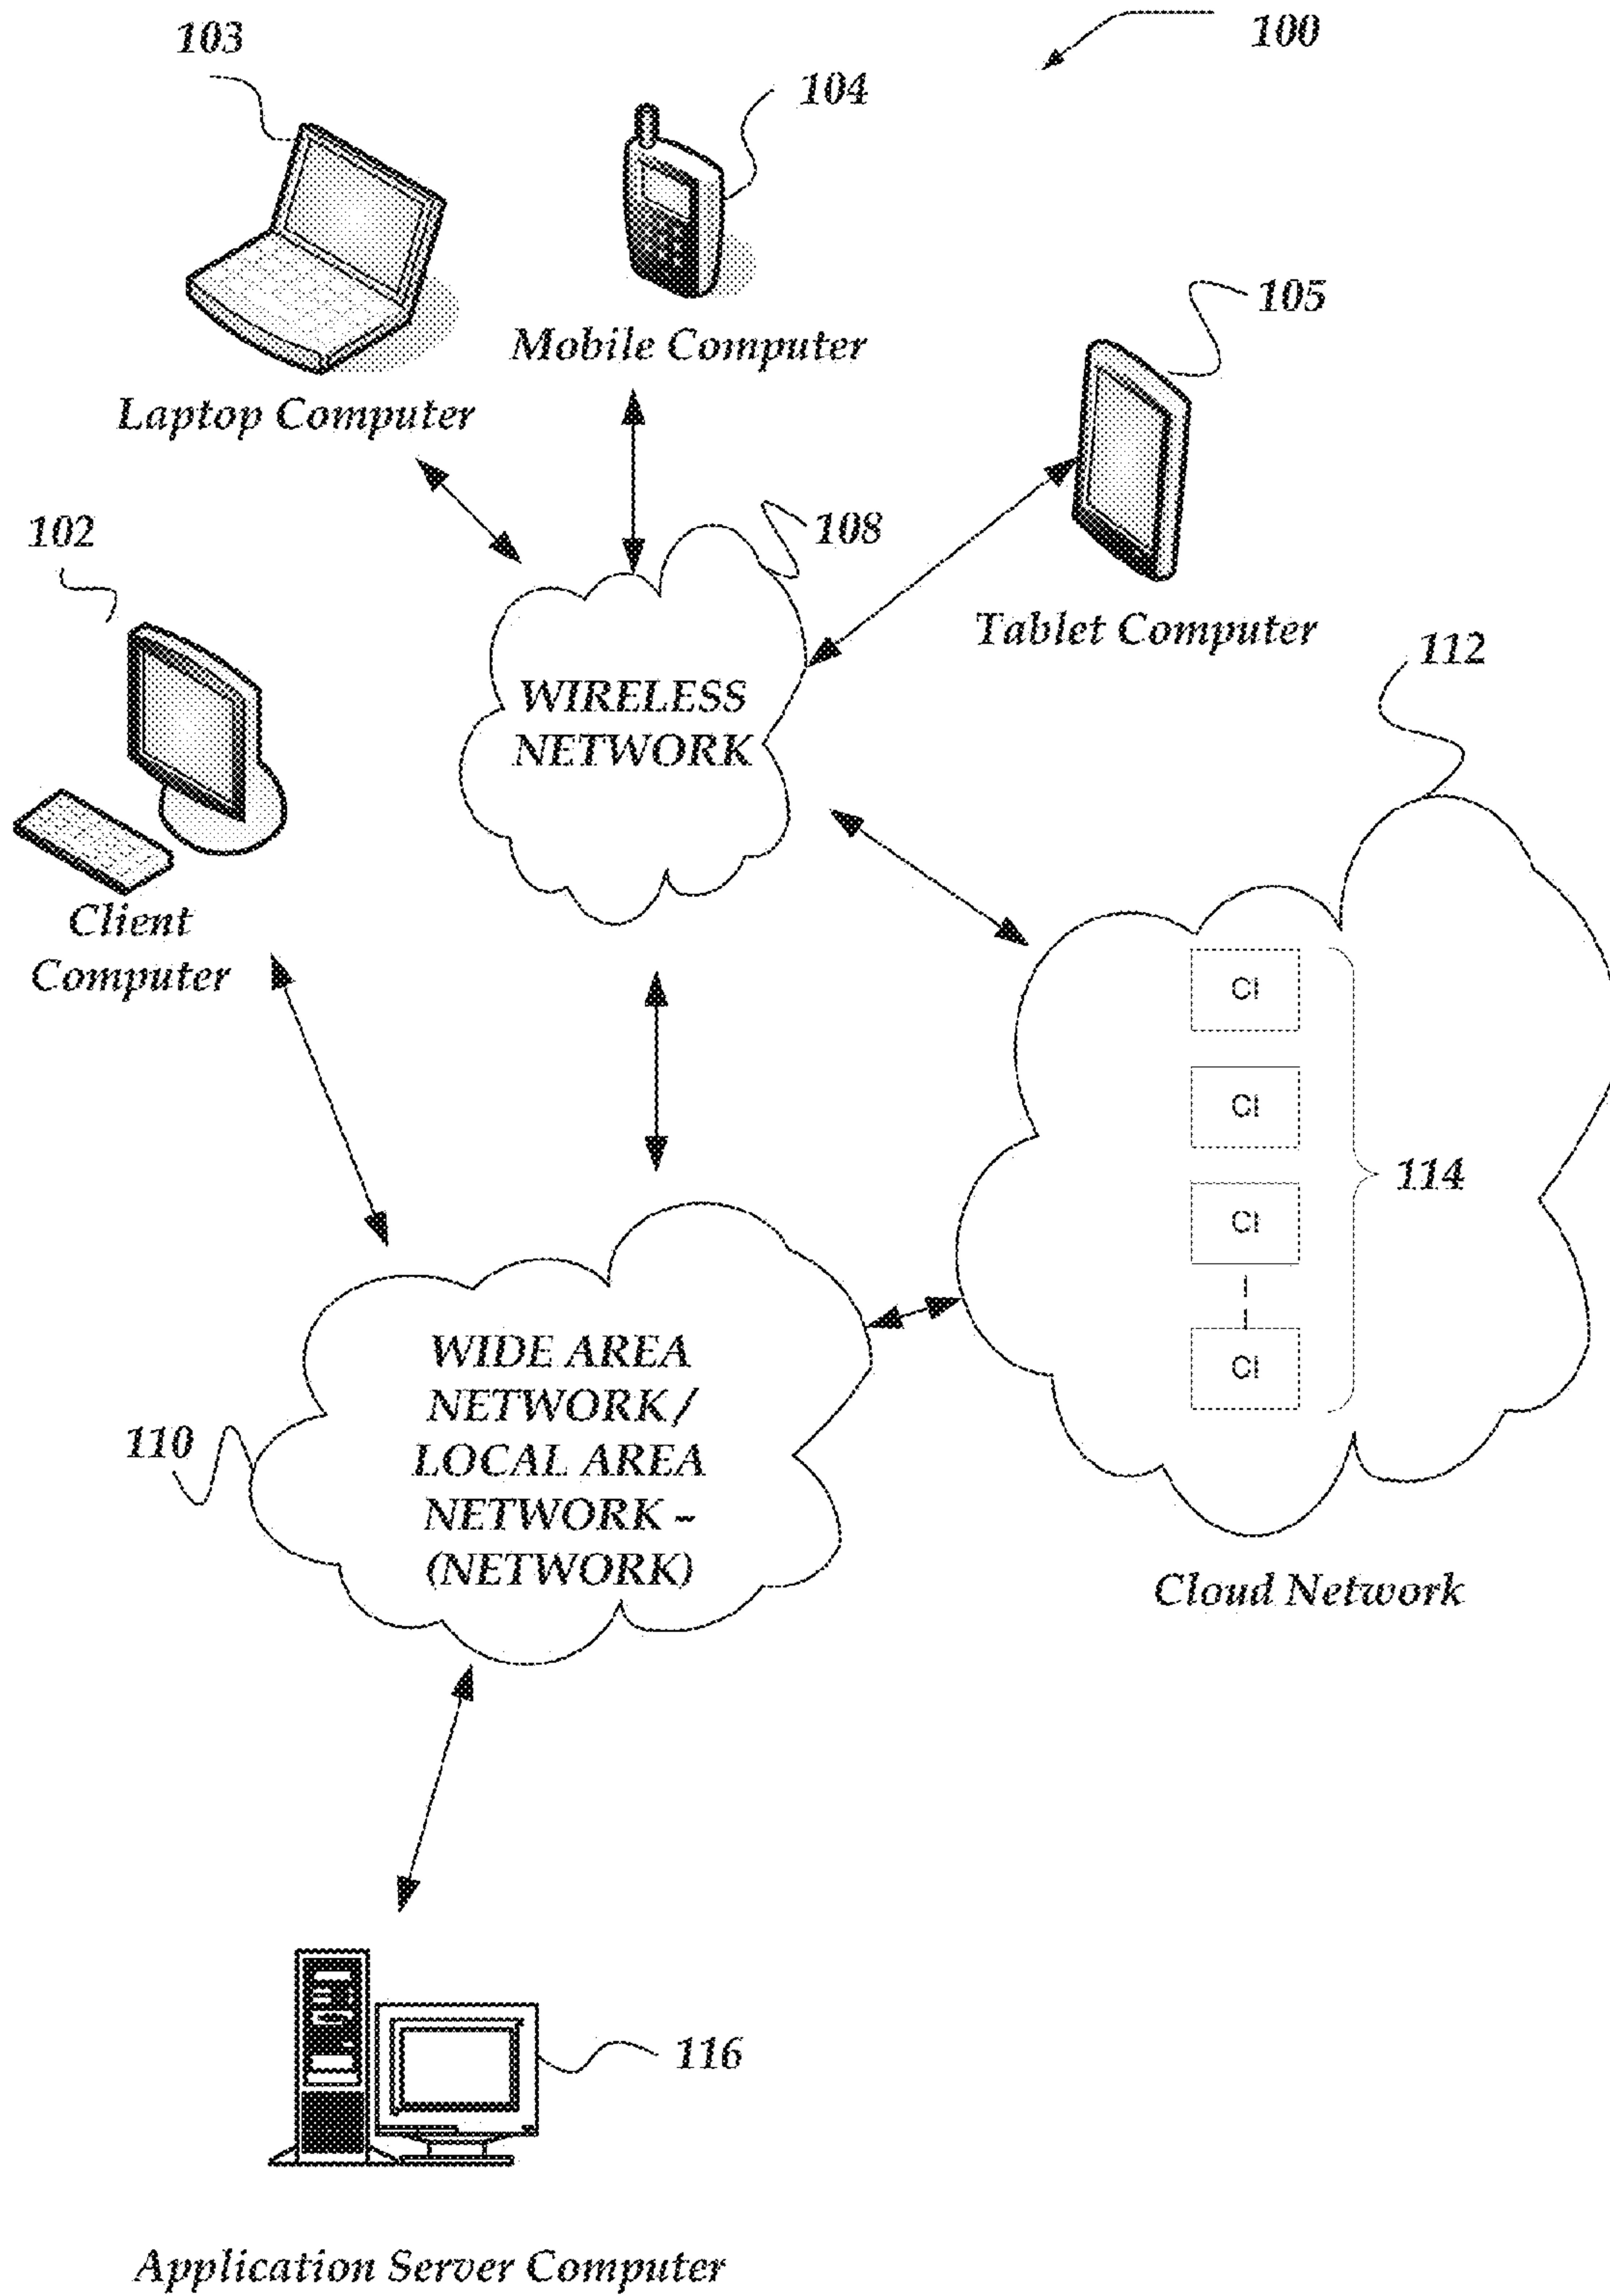 103
100
104
105
Mobile Computer
Laptop Computer
102
108
Tablet Computer
112
WIRELESS
NETWORK
Client
Computer
CI
CI
114
CI
CI
WIDE AREA
NETWORK /
LOCAL AREA
NETWORK –
(NETWORK)
110
Cloud Network
116
Application Server Computer